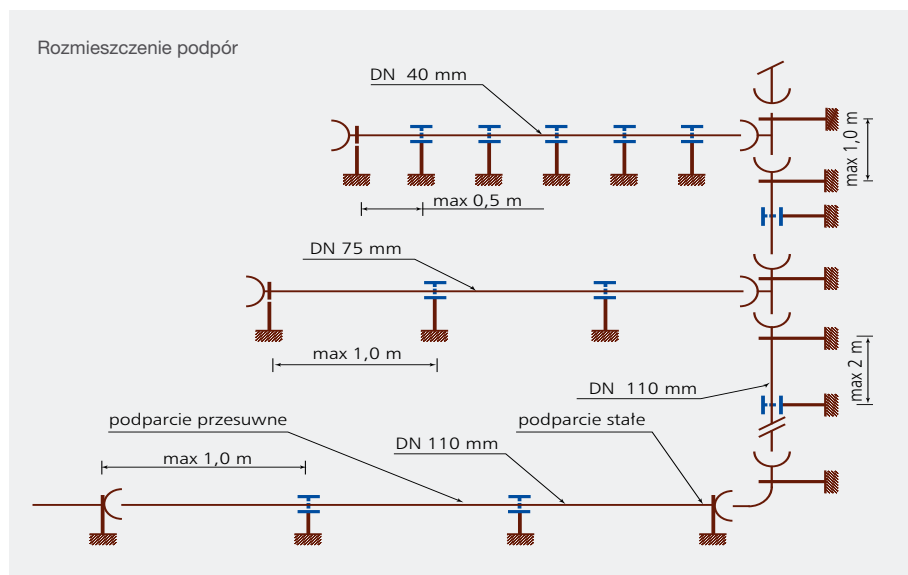 Rozmieszczenie podpór
DN 40 mm
max 1,0 m
max 0,5 m
DN 75 mm
max 1,0 m
max 2 m
DN 110 mm
podparcie przesuwne
podparcie stałe
DN 110 mm
max 1,0 m